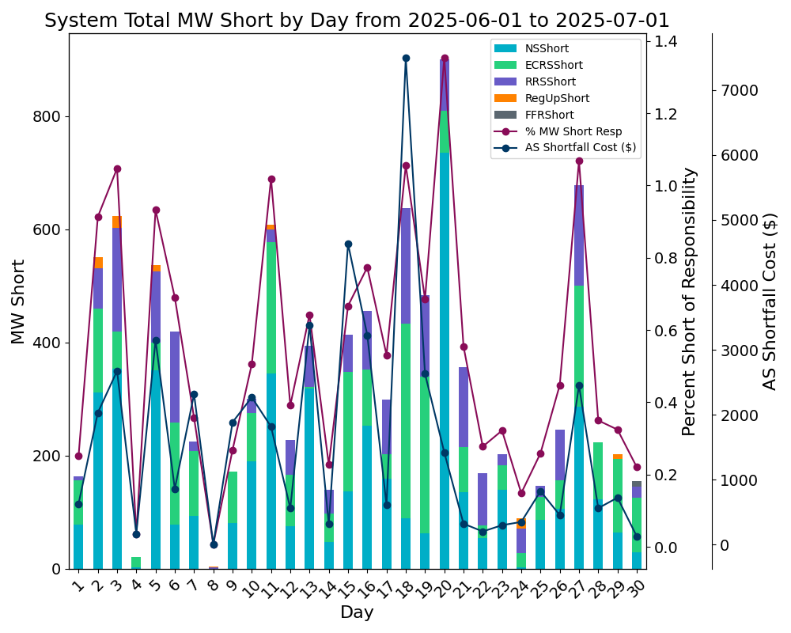 System Total MW Short by Day from 2025-06-01 to 2025-07-01
NSShort
ECRSShort
RRSShort
RegUpShort
FFRShort
% MW Short Resp
AS Shortfall Cost ($)
MW Short
800
600
400
200
0
1.4
1.2
1.0
0.8
0.6
0.4
0.2
0.0
Percent Short of Responsibility
7000
6000
5000
4000
3000
2000
1000
0
AS Shortfall Cost ($)
1 2 3 4 5 6 7 8 9 10 11 12 13 14 15 16 17 18 19 20 21 22 23 24 25 26 27 28 29 30
Day